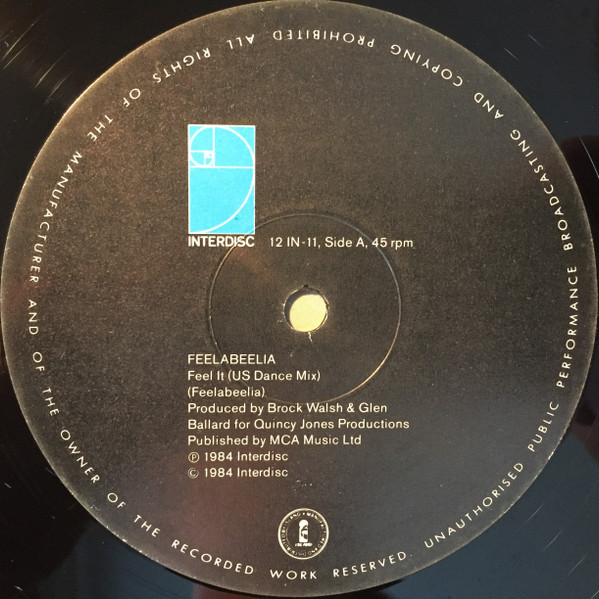 INTERDISC 12 IN-11, Side A, 45 rpm
FEELABEELIA
Feel It (US Dance Mix)
(Feelabeelia)
Produced by Brock Walsh & Glen
Ballard for Quincy Jones Productions
Published by MCA Music Ltd
℗ 1984 Interdisc
© 1984 Interdisc
ALL RIGHTS OF THE MANUFACTURER AND OF THE OWNER OF THE RECORDED WORK RESERVED. UNAUTHORISED PUBLIC PERFORMANCE BROADCASTING AND COPYING PROHIBITED